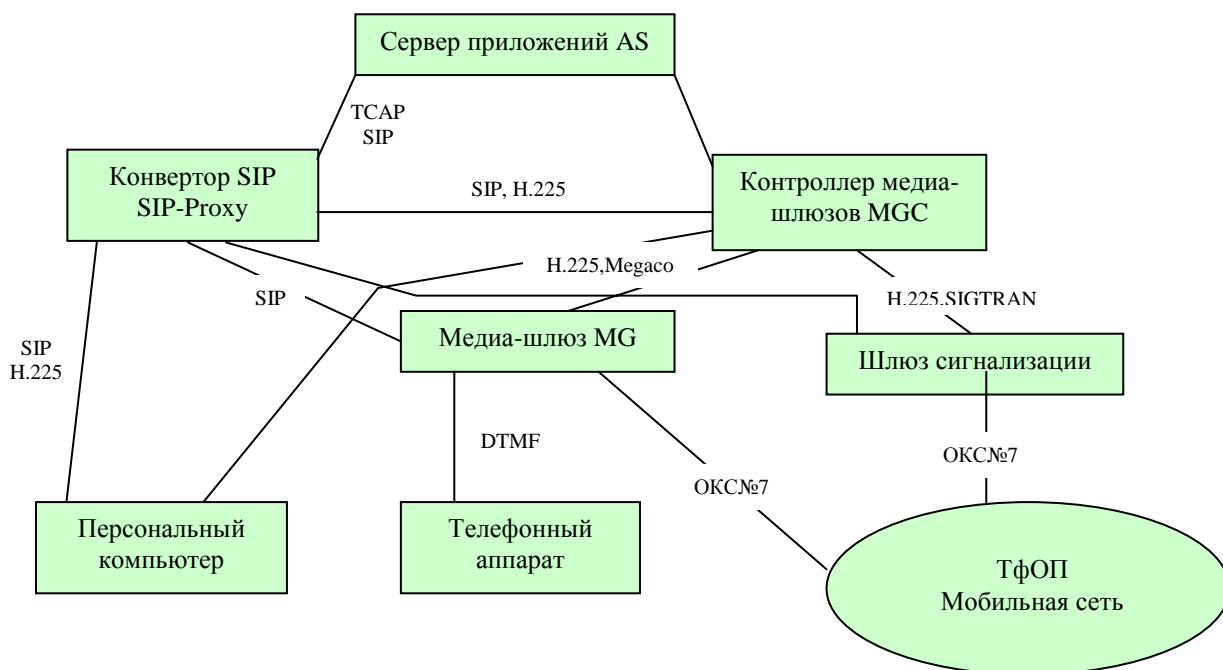 Сервер приложений AS
TCAP
SIP
Конвертор SIP
SIP-Proxy
SIP, H.225
Контроллер медиа-
шлюзов MGC
H.225,Megaco
SIP
H.225,SIGTRAN
Медиа-шлюз MG
Шлюз сигнализации
SIP
H.225
DTMF
ОКС№7
ОКС№7
Персональный
компьютер
Телефонный
аппарат
ТфОП
Мобильная сеть